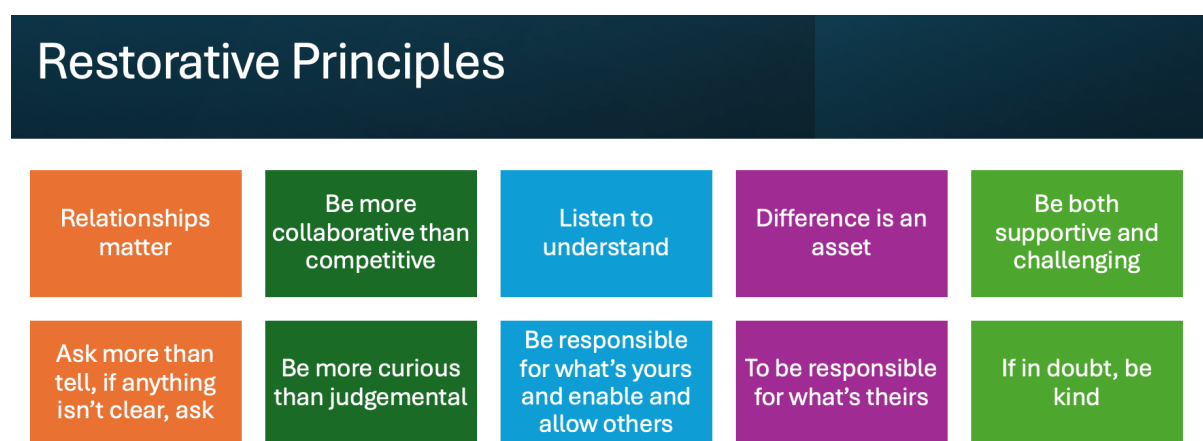 Restorative Principles
Relationships
matter
Be more
collaborative than
competitive
Listen to
understand
Difference is an
asset
Be both
supportive and
challenging
Ask more than
tell, if anything
isn’t clear, ask
Be more curious
than judgemental
Be responsible
for what’s yours
and enable and
allow others
To be responsible
for what’s theirs
If in doubt, be
kind